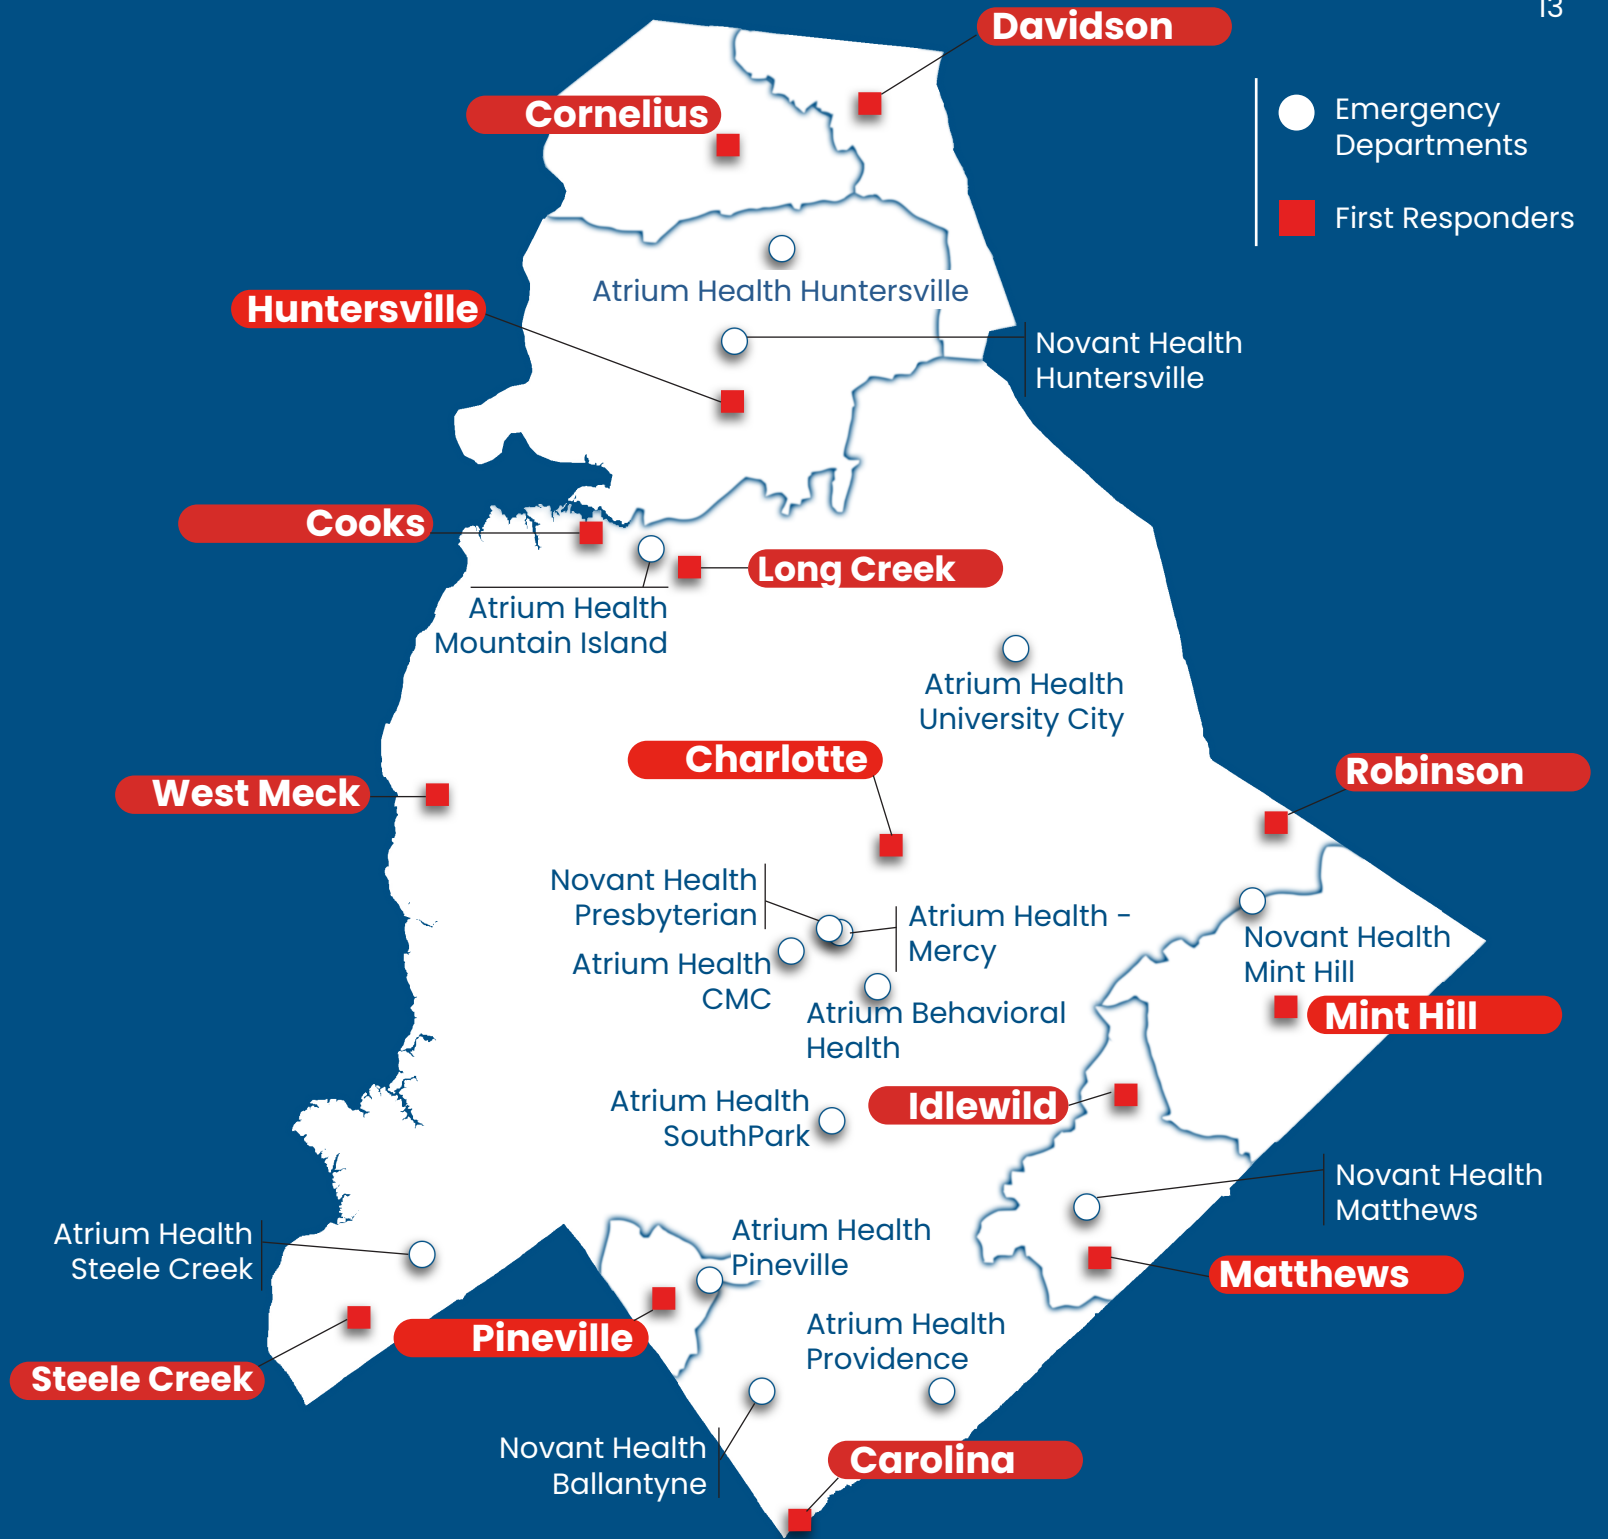 13
Davidson
Emergency
Departments
Cornelius
First Responders
Atrium Health Huntersville
Huntersville
Novant Health
Huntersville
Cooks
Long Creek
Atrium Health
Mountain Island
Atrium Health
University City
Charlotte
Robinson
West Meck
Novant Health
Presbyterian
Atrium Health -
Mercy
Novant Health
Mint Hill
Atrium Health
CMC
Atrium Behavioral
Health
Mint Hill
Atrium Health
SouthPark
Idlewild
Novant Health
Matthews
Atrium Health
Steele Creek
Atrium Health
Pineville
Matthews
Pineville
Atrium Health
Providence
Steele Creek
Novant Health
Ballantyne
Carolina